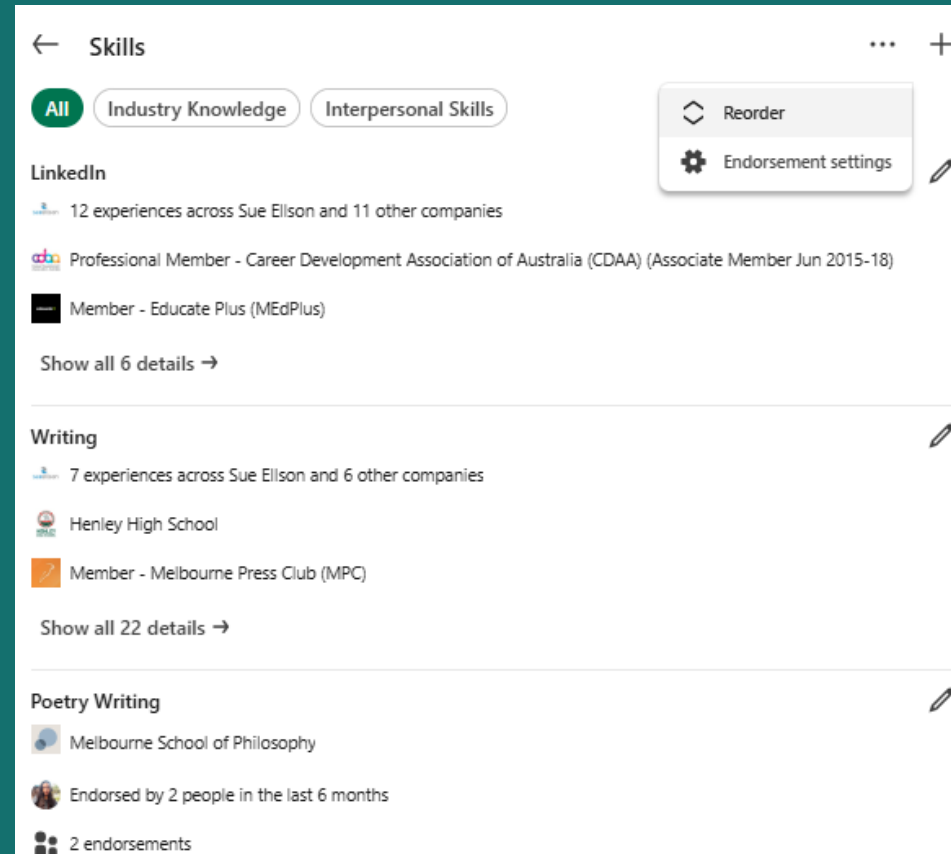 Skills
All
Industry Knowledge
Interpersonal Skills
Reorder
Endorsement settings
LinkedIn
12 experiences across Sue Ellson and 11 other companies
Professional Member - Career Development Association of Australia (CDAA) (Associate Member Jun 2015-18)
Member - Educate Plus (MEdPlus)
Show all 6 details →
Writing
7 experiences across Sue Ellson and 6 other companies
Henley High School
Member - Melbourne Press Club (MPC)
Show all 22 details →
Poetry Writing
Melbourne School of Philosophy
Endorsed by 2 people in the last 6 months
2 endorsements